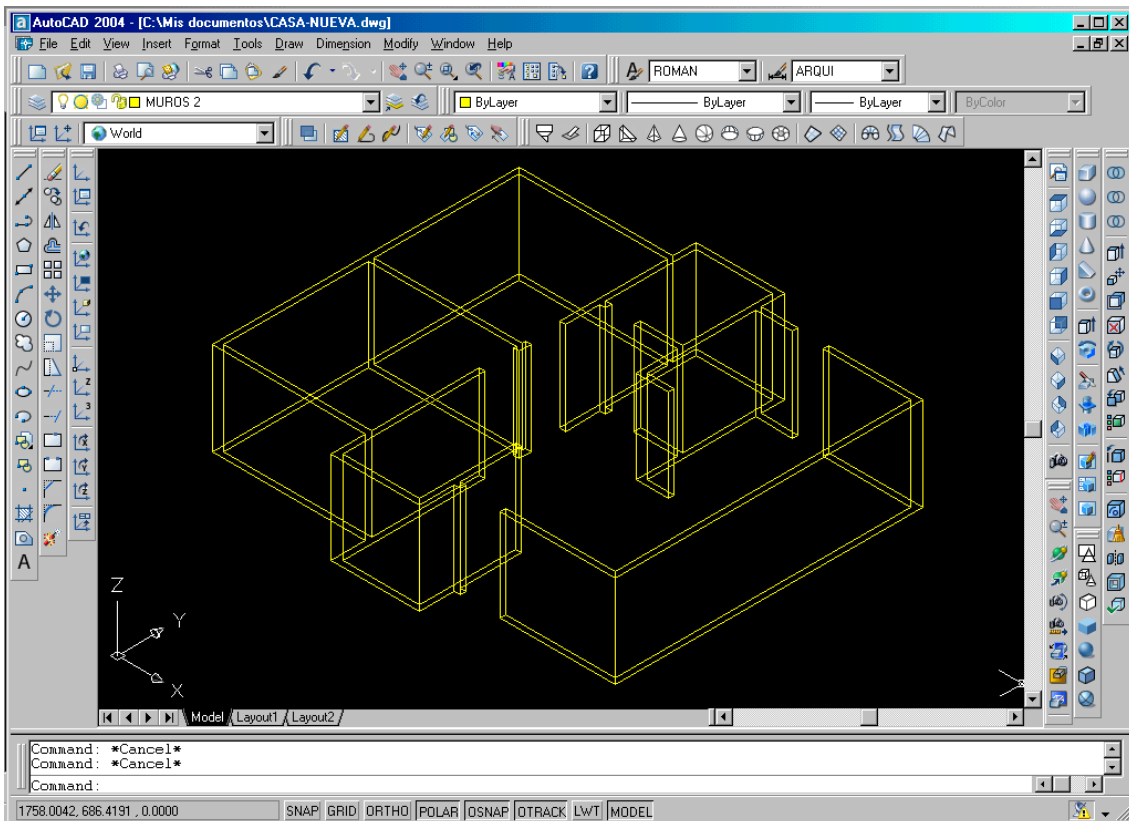 a AutoCAD 2004 - [C:\Mis documentos\CASA-NUEVA.dwg]
File Edit View Insert Format Tools Draw Dimension Modify Window Help
ROMAN ARQUI
MUROS 2 ByLayer ByLayer ByLayer ByColor
World
A
Z
Y
X
Model Layout1 Layout2
Command: *Cancel*
Command: *Cancel*
Command:
1758.0042, 686.4191 , 0.0000 SNAP GRID ORTHO POLAR OSNAP OTRACK LWT MODEL